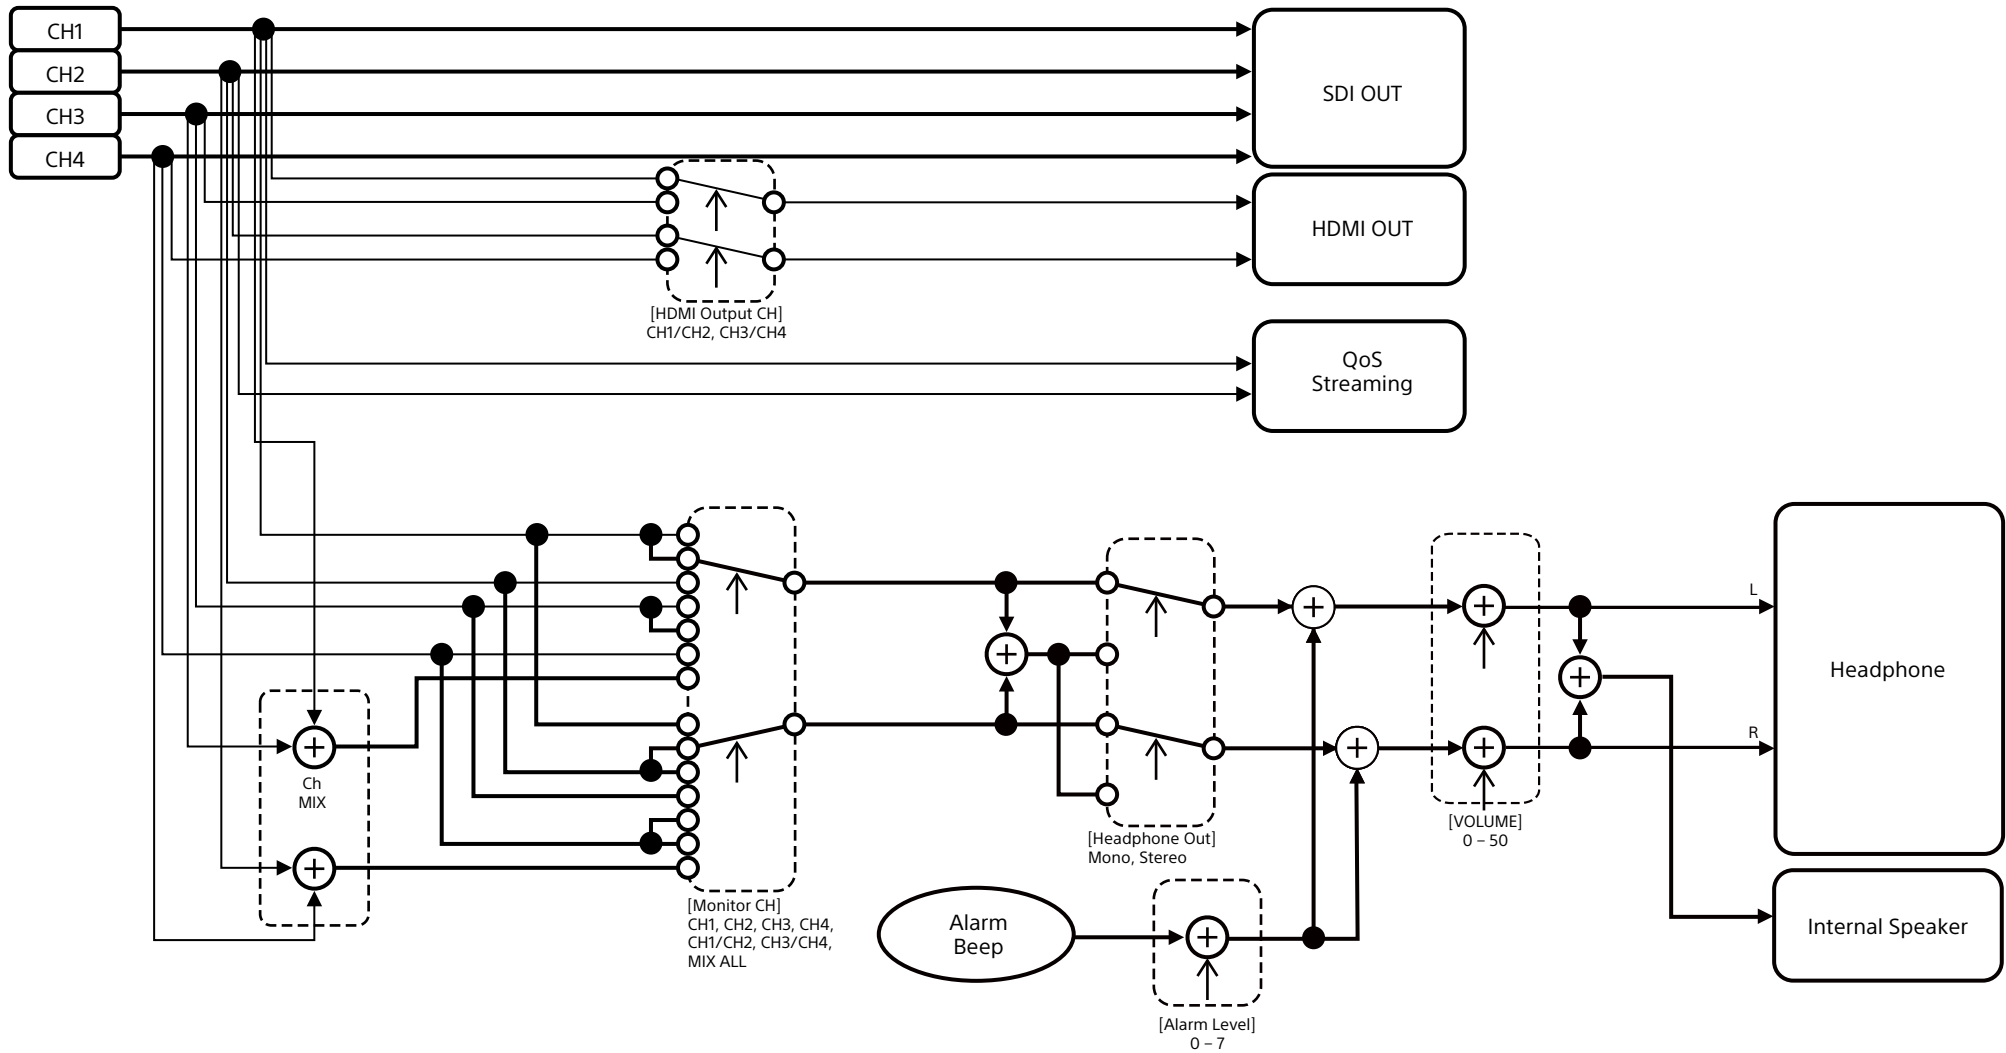 CH1
CH2
CH3
CH4
SDI OUT
HDMI OUT
[HDMI Output CH]
CH1/CH2, CH3/CH4
QoS
Streaming
Ch
MIX
[Monitor CH]
CH1, CH2, CH3, CH4,
CH1/CH2, CH3/CH4,
MIX ALL
[Headphone Out]
Mono, Stereo
Alarm
Beep
[Alarm Level]
0 – 7
[VOLUME]
0 – 50
L
R
Headphone
Internal Speaker